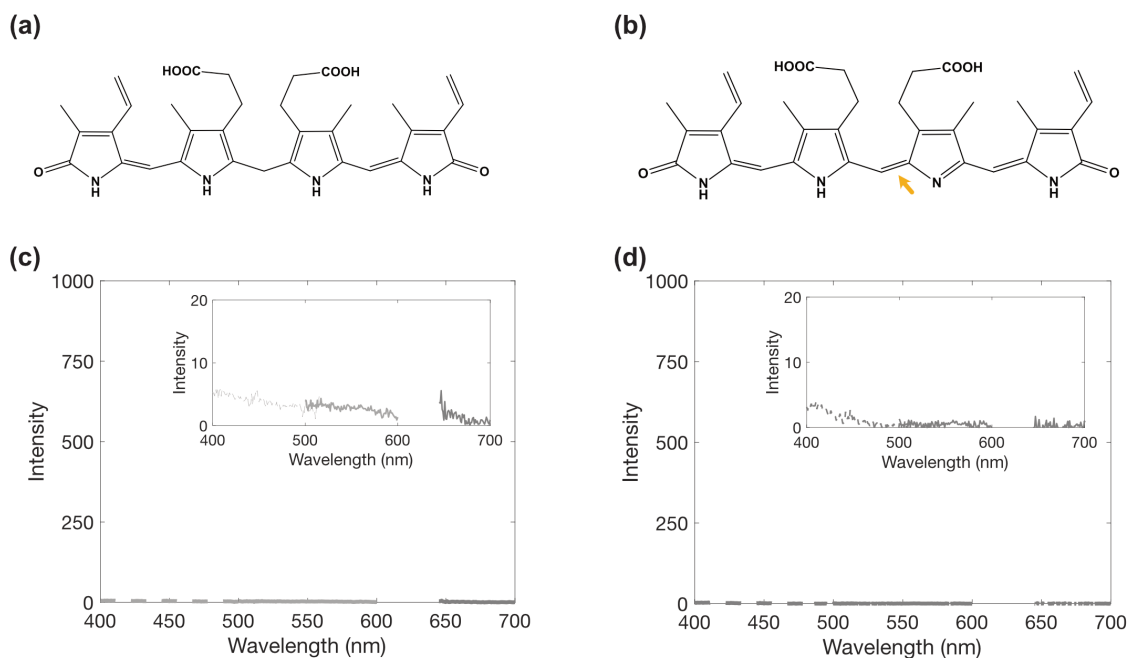 (a)
HOOC
COOH
O
N
H
N
H
N
H
N
H
O
(b)
HOOC
COOH
O
N
H
N
H
N
N
H
O
(c)
1000
750
500
250
0
Intensity
400
450
500
550
600
650
700
Wavelength (nm)
20
10
0
Intensity
400
500
600
700
Wavelength (nm)
(d)
1000
750
500
250
0
Intensity
400
450
500
550
600
650
700
Wavelength (nm)
20
10
0
Intensity
400
500
600
700
Wavelength (nm)